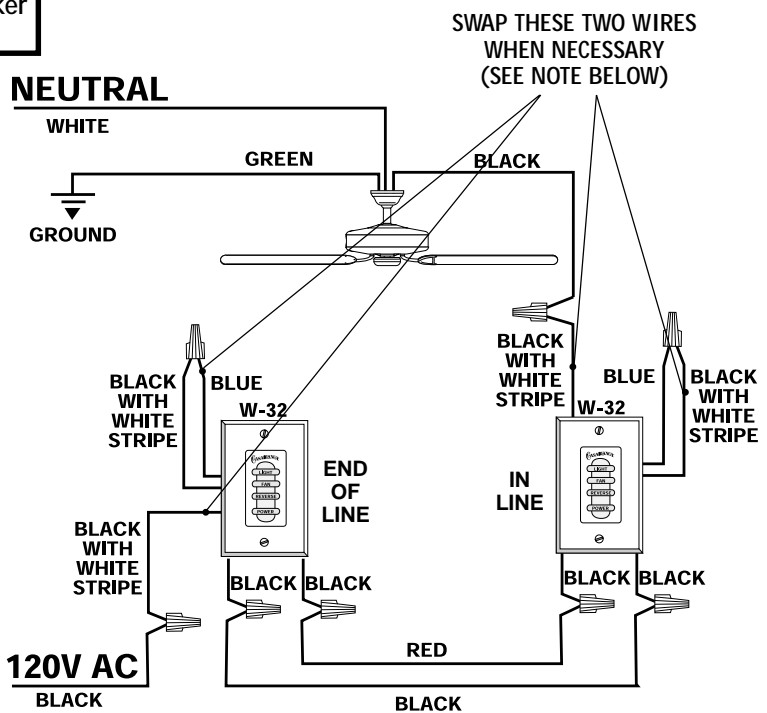 ker
SWAP THESE TWO WIRES
WHEN NECESSARY
(SEE NOTE BELOW)
NEUTRAL
WHITE
GREEN
BLACK
GROUND
BLACK
WITH
WHITE
STRIPE
BLUE
W-32
LIGHT
FAN
REVERSE
POWER
END
OF
LINE
BLACK
WITH
WHITE
STRIPE
BLUE
BLACK
WITH
WHITE
STRIPE
W-32
LIGHT
FAN
REVERSE
POWER
IN
LINE
BLACK
WITH
WHITE
STRIPE
BLACK
BLACK
BLACK
BLACK
RED
120V AC
BLACK
BLACK